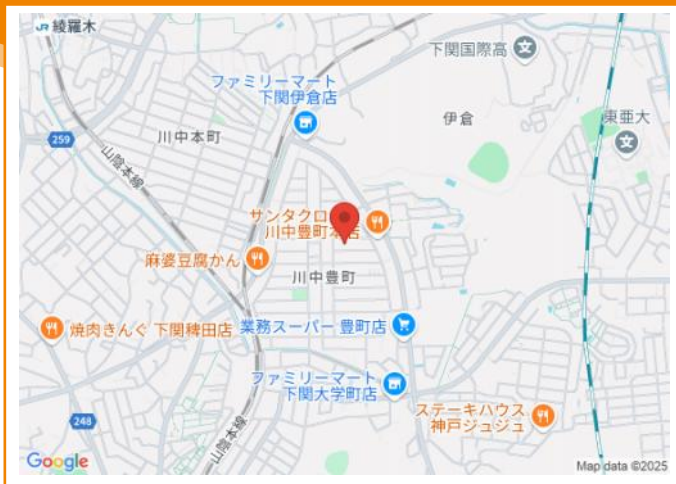 JR 綾羅木
下関国際高
ファミリーマート
下関伊倉店
伊倉
東亜大
259
川中本町
山陰本線
サンタクロ
川中豊町本店
麻婆豆腐かん
川中豊町
焼肉きんぐ 下関稗田店
業務スーパー 豊町店
ファミリーマート
下関大学町店
山陰本線
248
ステーキハウス
神戸ジュジュ
Google
Map data ©2025